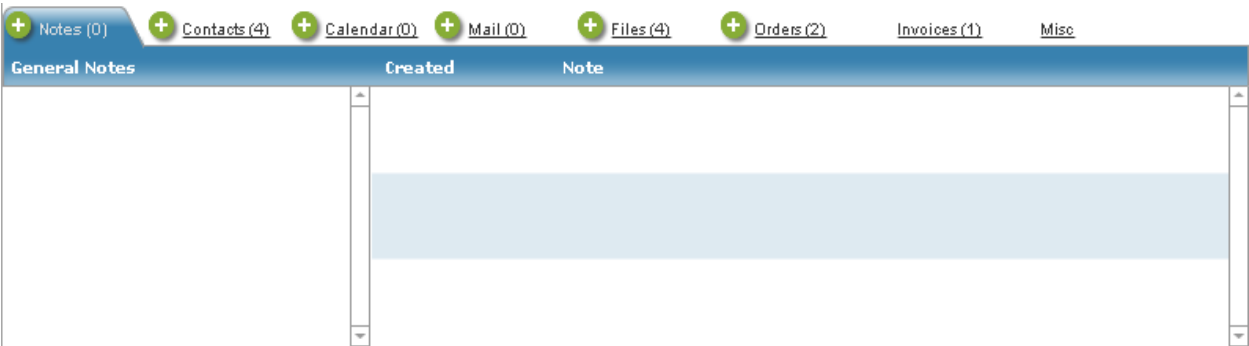 Notes (0) Contacts (4) Calendar (0) Mail (0) Files (4) Orders (2) Invoices (1) Misc
General Notes Created Note